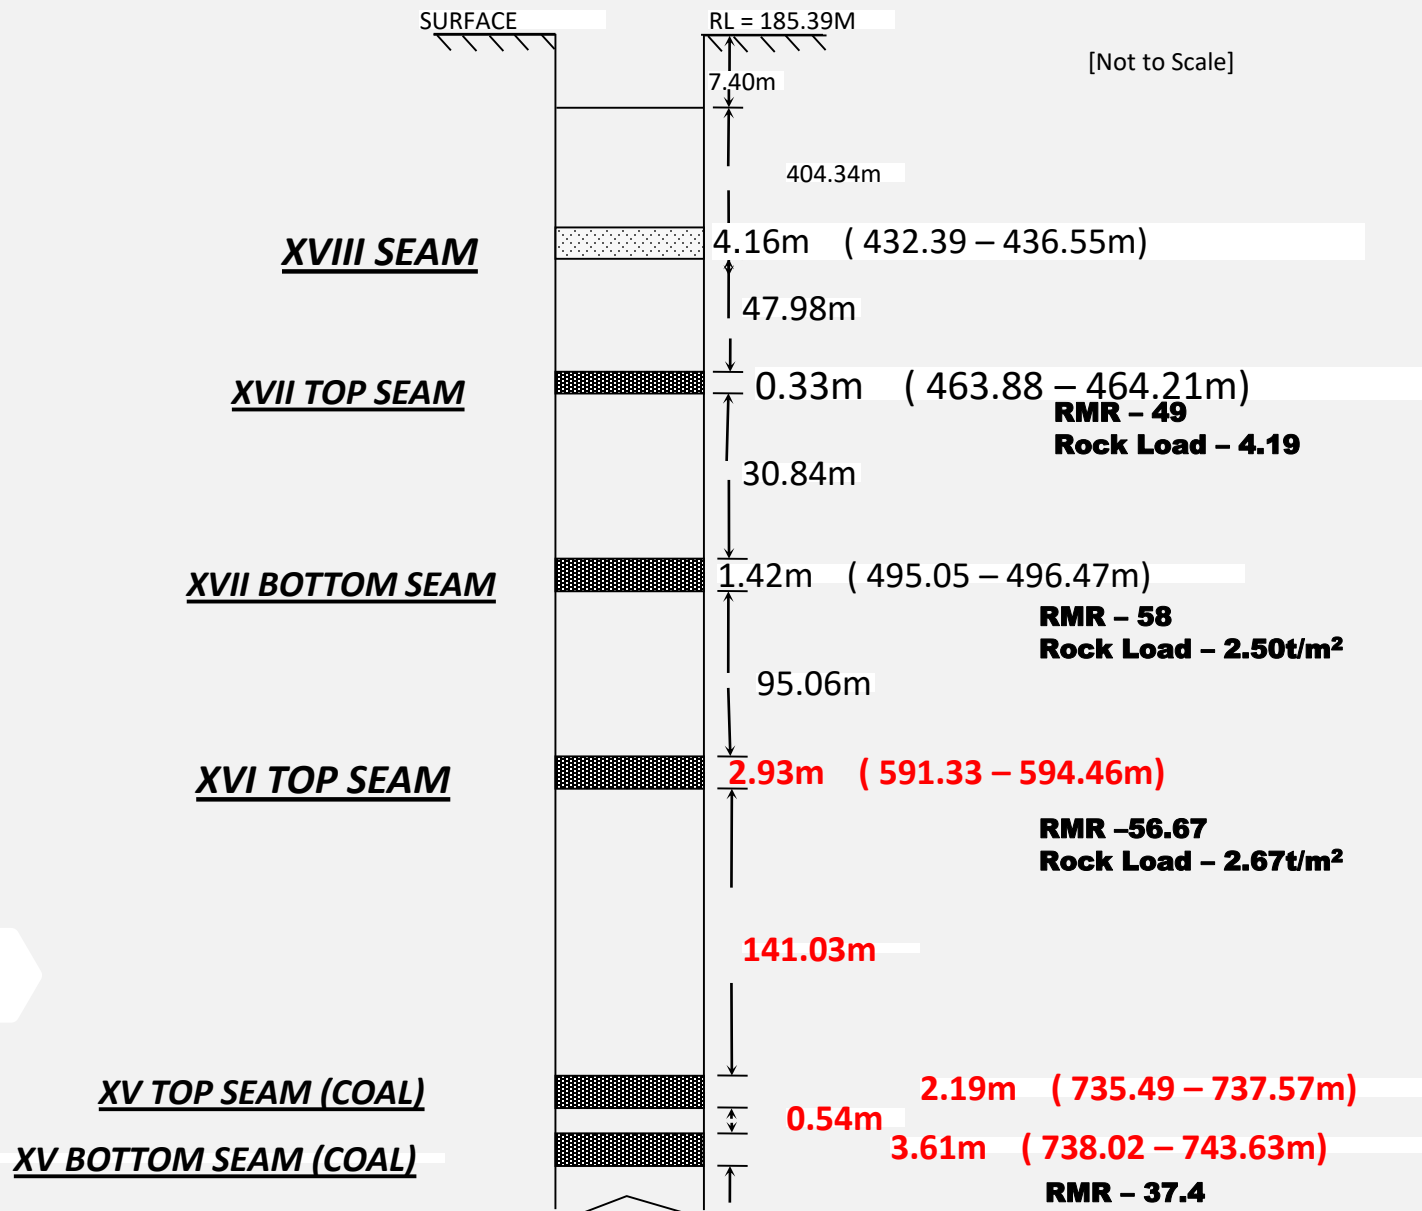 SURFACE
RL = 185.39M
[Not to Scale]
7.40m
404.34m
XVIII SEAM
4.16m ( 432.39 – 436.55m)
47.98m
XVII TOP SEAM
0.33m ( 463.88 – 464.21m)
RMR – 49
Rock Load – 4.19
30.84m
XVII BOTTOM SEAM
1.42m ( 495.05 – 496.47m)
RMR – 58
Rock Load – 2.50t/m²
95.06m
XVI TOP SEAM
2.93m ( 591.33 – 594.46m)
RMR –56.67
Rock Load – 2.67t/m²
141.03m
XV TOP SEAM (COAL)
2.19m ( 735.49 – 737.57m)
0.54m
XV BOTTOM SEAM (COAL)
3.61m ( 738.02 – 743.63m)
RMR – 37.4